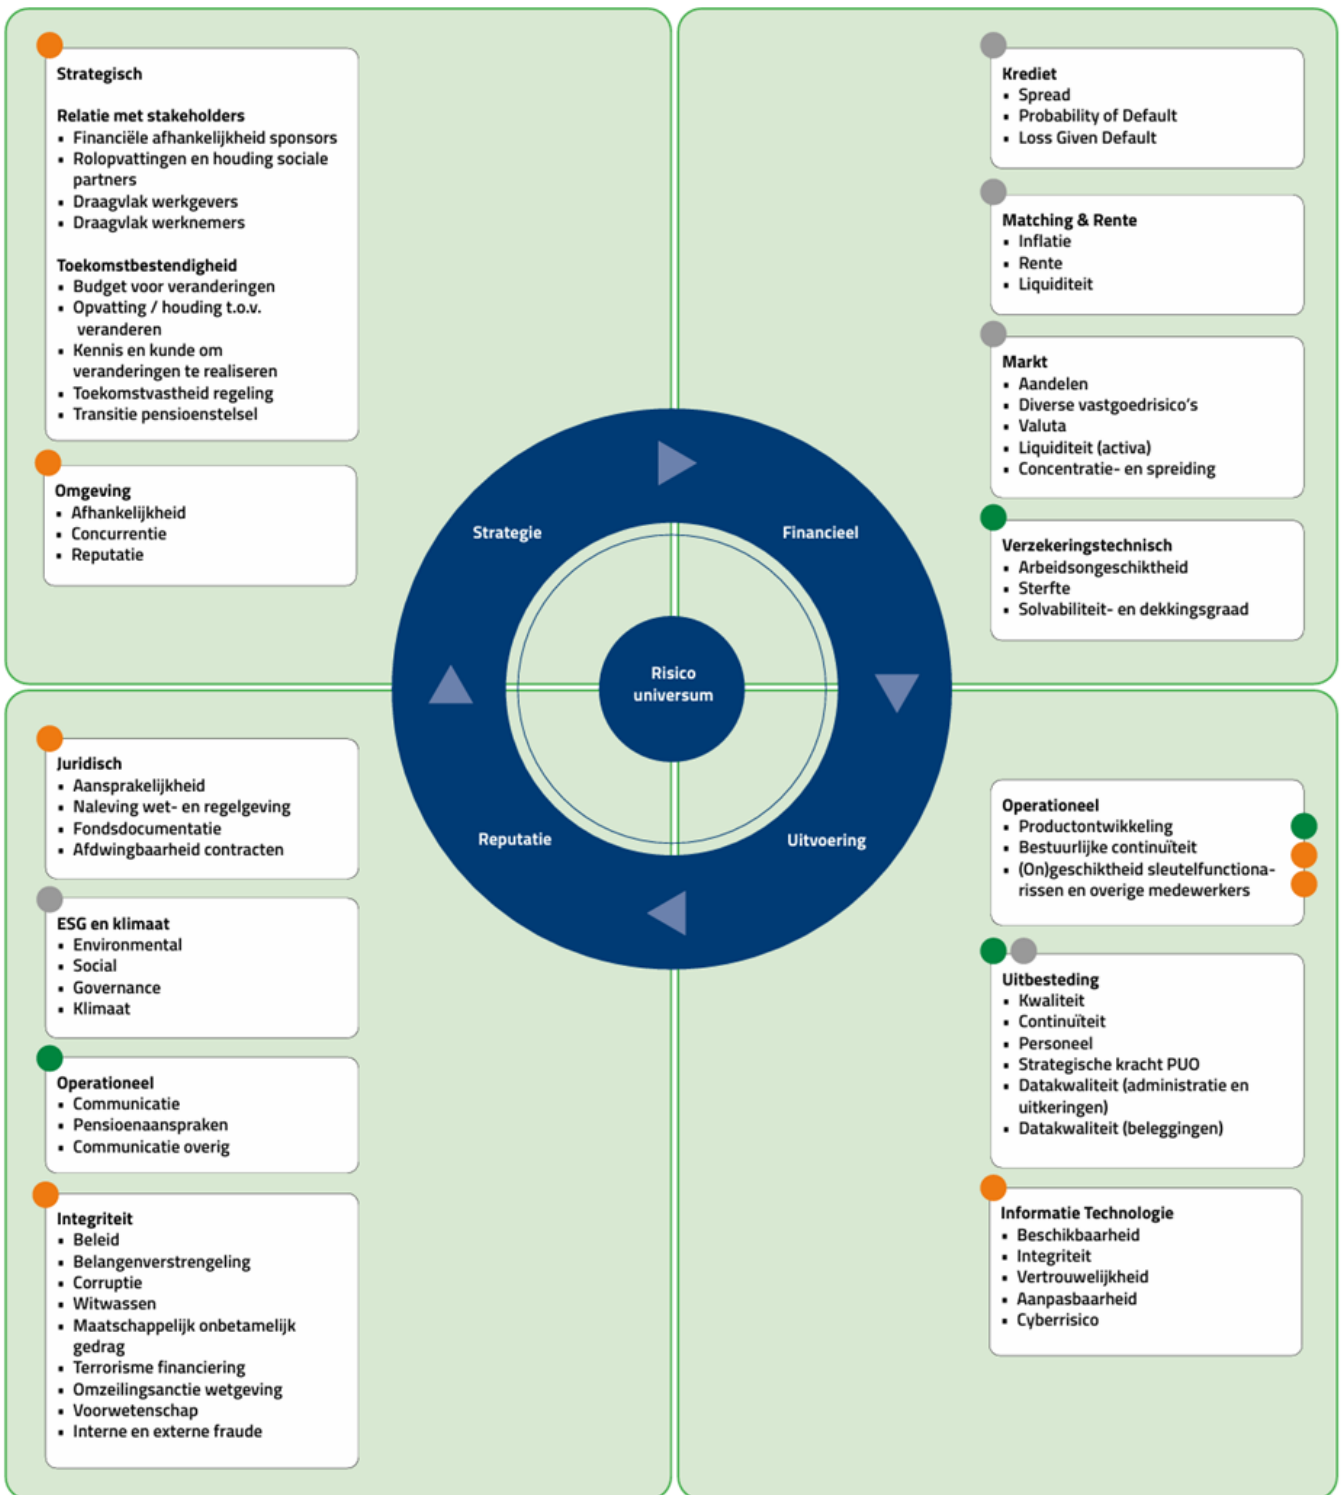 Strategisch
Relatie met stakeholders
▪ Financiële afhankelijkheid sponsors
▪ Rolopvattingen en houding sociale
partners
▪ Draagvlak werkgevers
▪ Draagvlak werknemers
Toekomstbestendigheid
▪ Budget voor veranderingen
▪ Opvatting / houding t.o.v.
veranderen
▪ Kennis en kunde om
veranderingen te realiseren
▪ Toekomstvastheid regeling
▪ Transitie pensioenstelsel
Omgeving
▪ Afhankelijkheid
▪ Concurrentie
▪ Reputatie
Krediet
▪ Spread
▪ Probability of Default
▪ Loss Given Default
Matching & Rente
▪ Inflatie
▪ Rente
▪ Liquiditeit
Markt
▪ Aandelen
▪ Diverse vastgoedrisico's
▪ Valuta
▪ Liquiditeit (activa)
▪ Concentratie- en spreiding
Verzekeringstechnisch
▪ Arbeidsongeschiktheid
▪ Sterfte
▪ Solvabiliteit- en dekkingsgraad
Strategie
Financieel
Risico
universum
Reputatie
Uitvoering
Juridisch
▪ Aansprakelijkheid
▪ Naleving wet- en regelgeving
▪ Fondsdocumentatie
▪ Afdwingbaarheid contracten
ESG en klimaat
▪ Environmental
▪ Social
▪ Governance
▪ Klimaat
Operationeel
▪ Communicatie
▪ Pensioenaanspraken
▪ Communicatie overig
Integriteit
▪ Beleid
▪ Belangenverstrengeling
▪ Corruptie
▪ Witwassen
▪ Maatschappelijk onbetamelijk
gedrag
▪ Terrorisme financiering
▪ Omzeilingsanctie wetgeving
▪ Voorwetenschap
▪ Interne en externe fraude
Operationeel
▪ Productontwikkeling
▪ Bestuurlijke continuïteit
▪ (On)geschiktheid sleutelfunctiona-
rissen en overige medewerkers
Uitbesteding
▪ Kwaliteit
▪ Continuïteit
▪ Personeel
▪ Strategische kracht PUO
▪ Datakwaliteit (administratie en
uitkeringen)
▪ Datakwaliteit (beleggingen)
Informatie Technologie
▪ Beschikbaarheid
▪ Integriteit
▪ Vertrouwelijkheid
▪ Aanpasbaarheid
▪ Cyberrisico